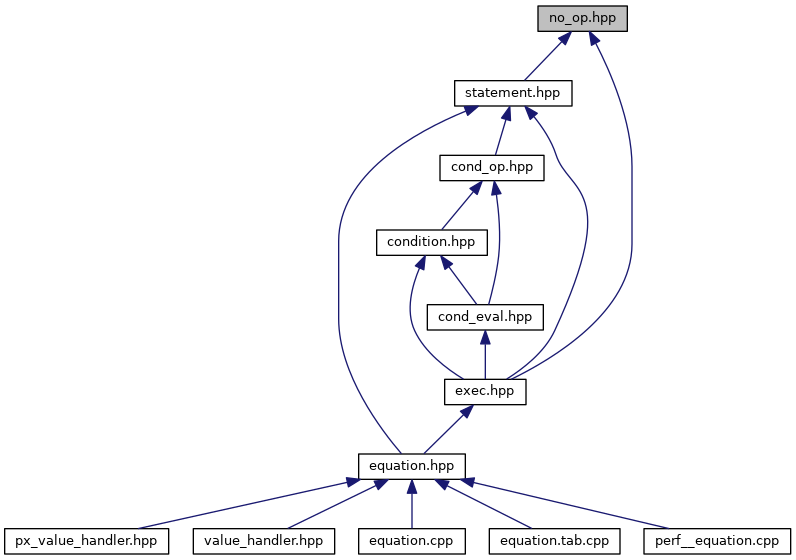 no_op.hpp
statement.hpp
cond_op.hpp
condition.hpp
cond_eval.hpp
exec.hpp
equation.hpp
px_value_handler.hpp
value_handler.hpp
equation.cpp
equation.tab.cpp
perf__equation.cpp